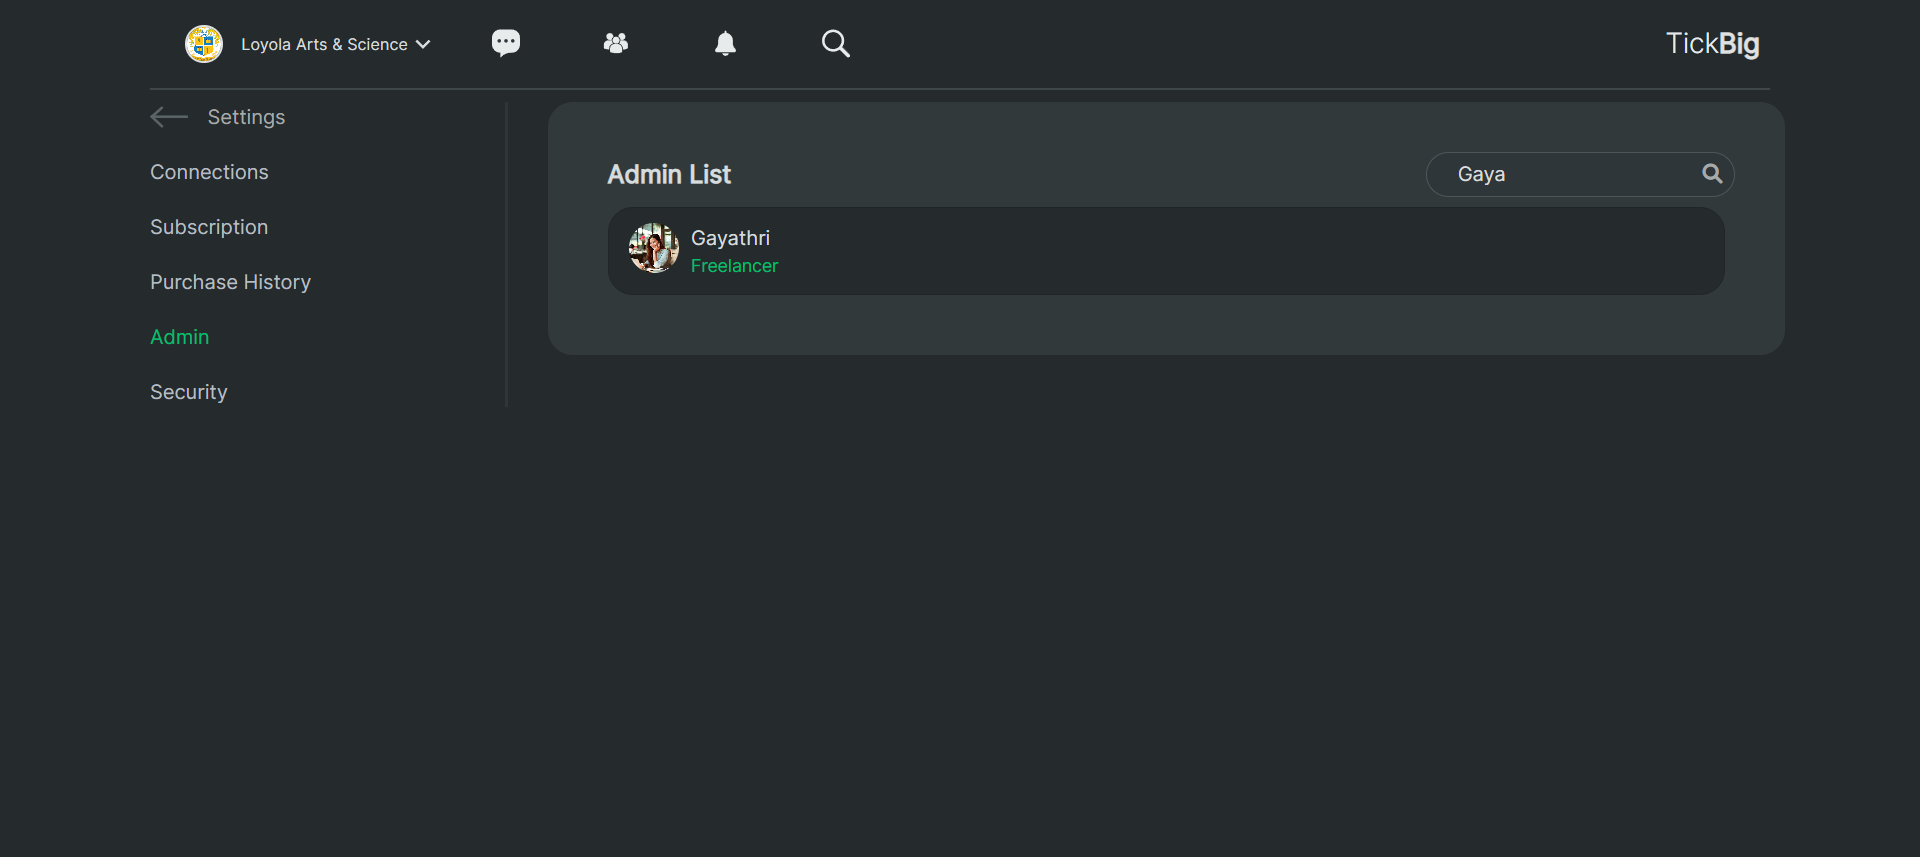 Loyola Arts & Science
TickBig
Settings
Connections
Subscription
Purchase History
Admin
Security
Admin List
Gaya
Gayathri
Freelancer